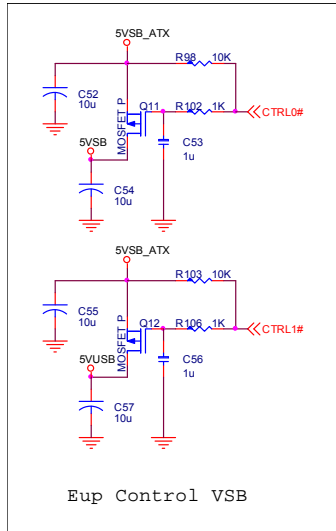 5VSB_ATX
R98 10K
C52
10u
Q11
R102 1K
CTRL0#
MOSFET P
5VSB
C53
1u
C54
10u
5VSB_ATX
R103 10K
C55
10u
Q12
R106 1K
CTRL1#
MOSFET P
5VUSB
C56
1u
C57
10u
Eup Control VSB